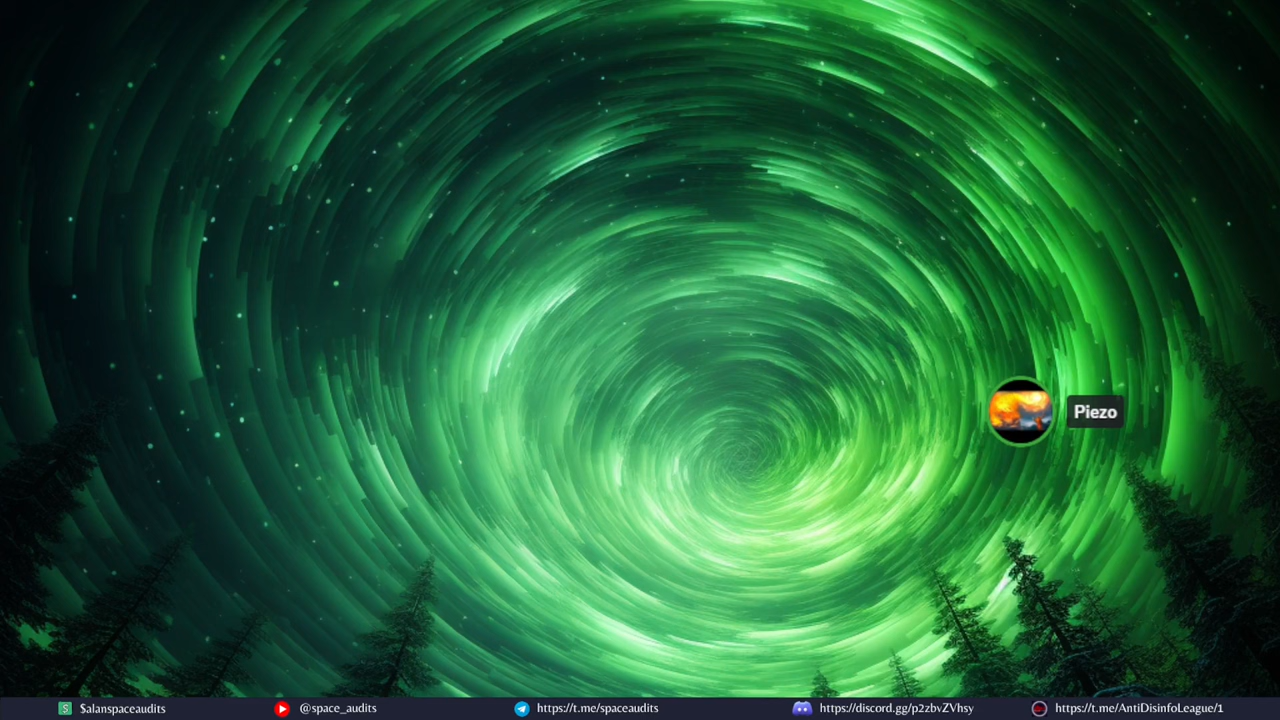 Piezo
$alanspaceaudits
@space_audits
https://t.me/spaceaudits
https://discord.gg/p2zbvZVhsy
https://t.me/AntiDisinfoLeague/1